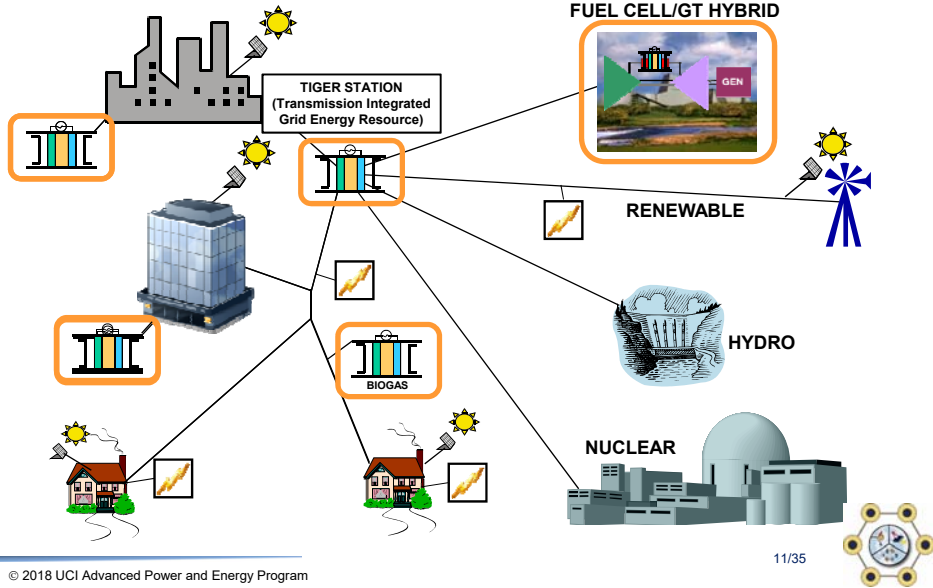 FUEL CELL/GT HYBRID
GEN
TIGER STATION
(Transmission Integrated
Grid Energy Resource)
RENEWABLE
HYDRO
BIOGAS
NUCLEAR
11/35
© 2018 UCI Advanced Power and Energy Program